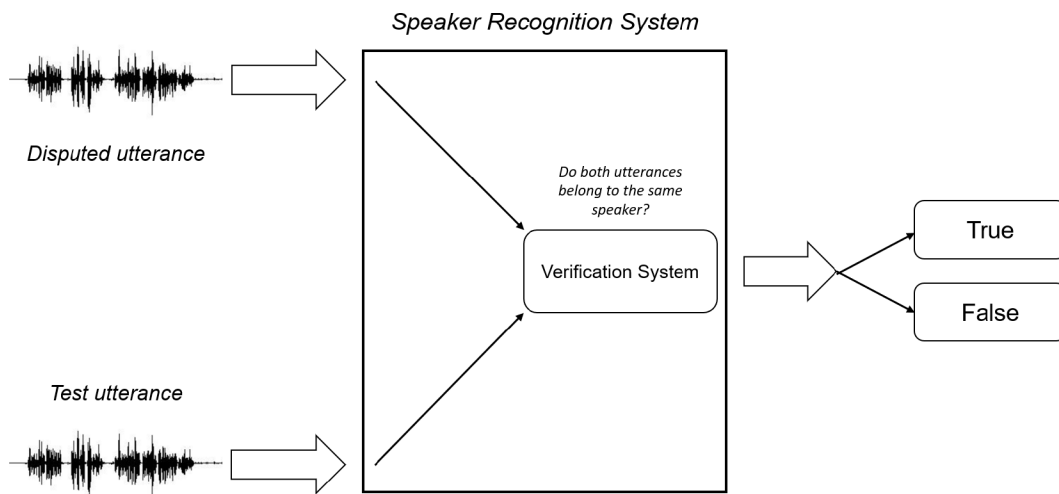 Speaker Recognition System
Disputed utterance
Do both utterances
belong to the same
speaker?
Verification System
True
False
Test utterance